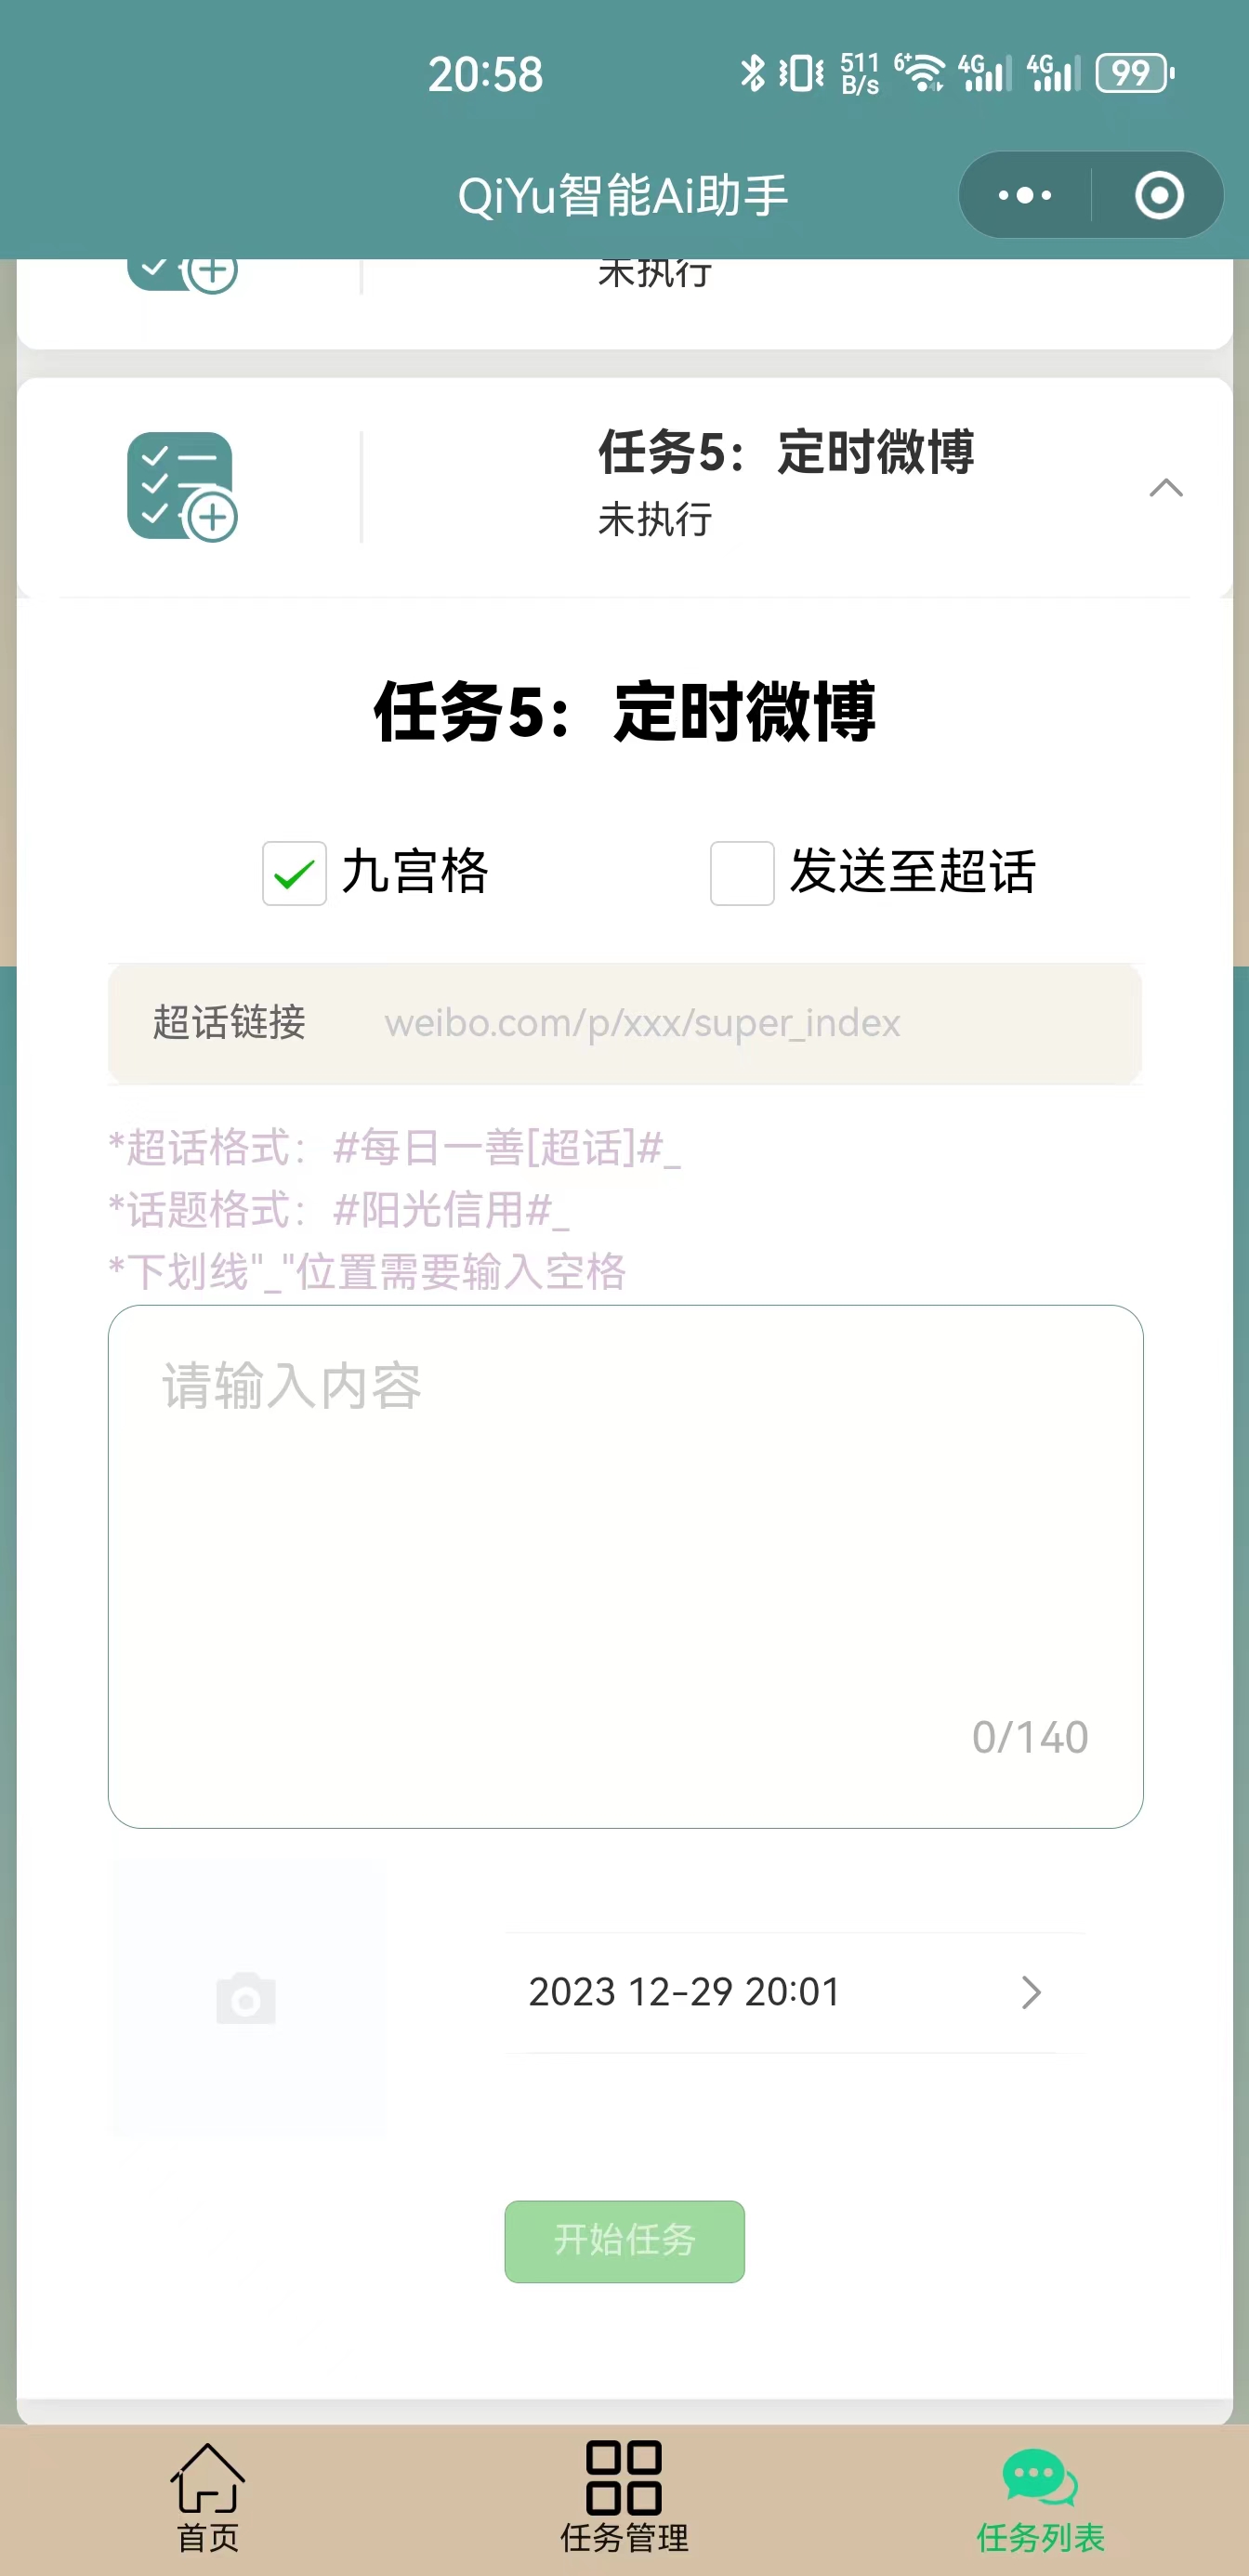 20:58
511 B/s
6+
4G
4G
99
QiYu智能Ai助手
未执行
任务5：定时微博
未执行
任务5：定时微博
九宫格
发送至超话
超话链接 weibo.com/p/xxx/super_index
*超话格式：#每日一善[超话]#_
*话题格式：#阳光信用#_
*下划线"_"位置需要输入空格
请输入内容
0/140
2023 12-29 20:01
开始任务
首页
任务管理
任务列表